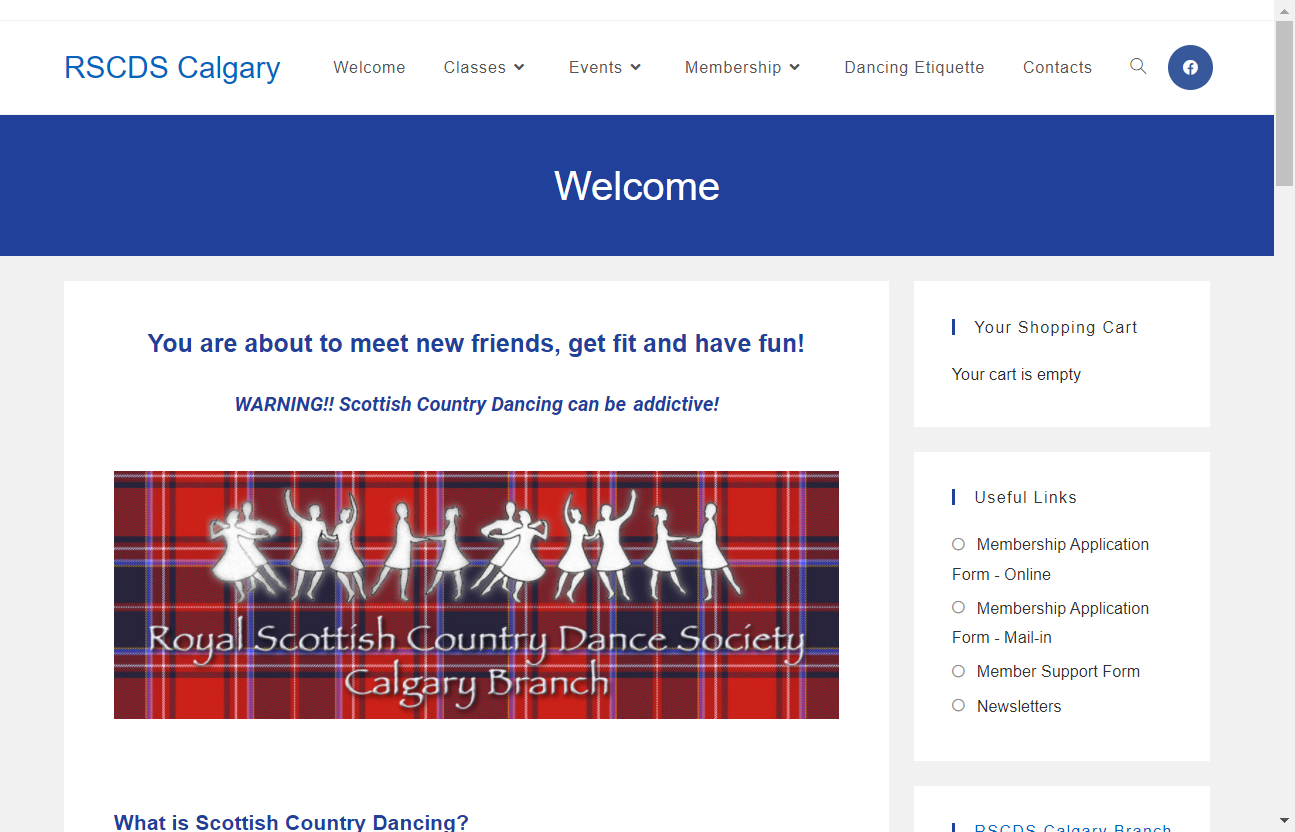 RSCDS Calgary
Welcome
Classes
Events
Membership
Dancing Etiquette
Contacts
Welcome
You are about to meet new friends, get fit and have fun!
WARNING!! Scottish Country Dancing can be addictive!
Royal Scottish Country Dance Society
Calgary Branch
What is Scottish Country Dancing?
Your Shopping Cart
Your cart is empty
Useful Links
Membership Application
Form - Online
Membership Application
Form - Mail-in
Member Support Form
Newsletters
RSCDS Calgary Branch